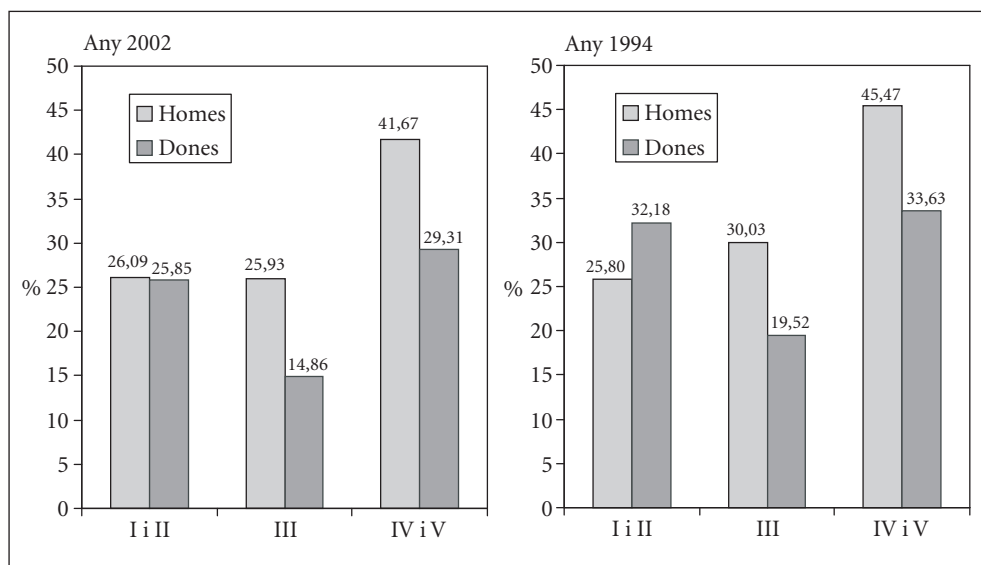 Any 2002
50
45
40
35
30
% 25
20
15
10
5
0
Homes
Dones
26,09
25,85
25,93
14,86
41,67
29,31
I i II
III
IV i V
Any 1994
50
45
40
35
30
% 25
20
15
10
5
0
Homes
Dones
25,80
32,18
30,03
19,52
45,47
33,63
I i II
III
IV i V